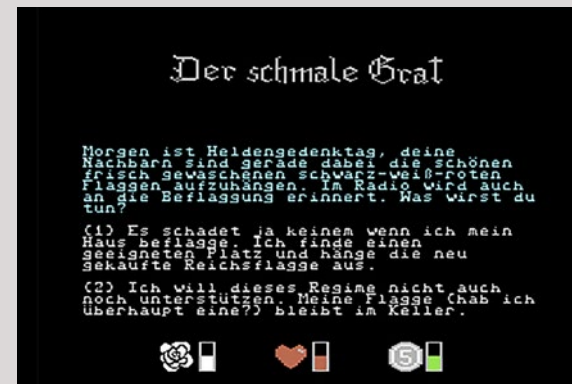 Der schmale Grat
Morgen ist Heldengedenktag, deine
Nachbarn sind gerade dabei die schönen
frisch gewaschenen schwarz-weiß-roten
Flaggen aufzuhängen. Im Radio wird auch
an die Beflaggung erinnert. Was wirst du
tun?
(1) Es schadet ja keinem wenn ich mein
Haus beflagge. Ich finde einen
geeigneten Platz und hänge die neu
gekaufte Reichsflagge aus.
(2) Ich will dieses Regime nicht auch
noch unterstützen. Meine Flagge (hab ich
überhaupt eine?) bleibt im Keller.
5